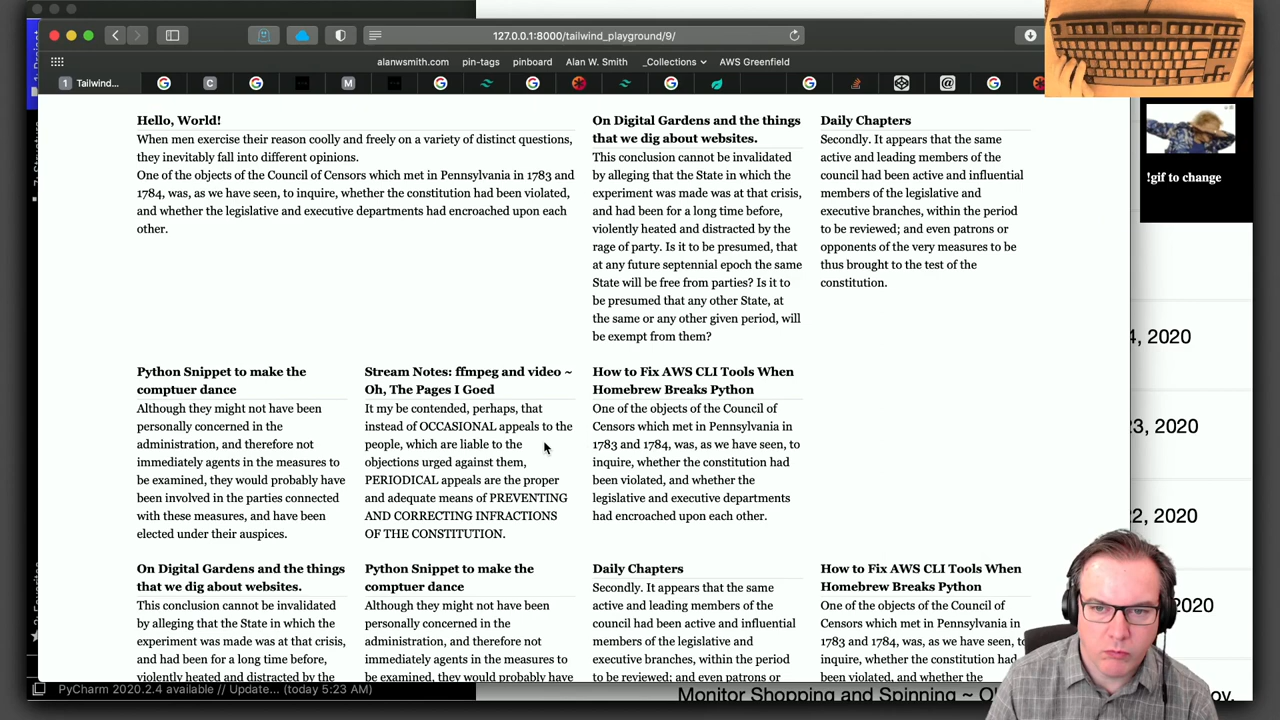 127.0.0.1:8000/tailwind_playground/9/
alanwsmith.com pin-tags pinboard Alan W. Smith _Collections AWS Greenfield
1 Tailwind...
!gif to change
Hello, World!
When men exercise their reason coolly and freely on a variety of distinct questions,
they inevitably fall into different opinions.
One of the objects of the Council of Censors which met in Pennsylvania in 1783 and
1784, was, as we have seen, to inquire, whether the constitution had been violated,
and whether the legislative and executive departments had encroached upon each
other.
On Digital Gardens and the things
that we dig about websites.
This conclusion cannot be invalidated
by alleging that the State in which the
experiment was made was at that crisis,
and had been for a long time before,
violently heated and distracted by the
rage of party. Is it to be presumed, that
at any future septennial epoch the same
State will be free from parties? Is it to
be presumed that any other State, at
the same or any other given period, will
be exempt from them?
Daily Chapters
Secondly. It appears that the same
active and leading members of the
council had been active and influential
members of the legislative and
executive branches, within the period
to be reviewed; and even patrons or
opponents of the very measures to be
thus brought to the test of the
constitution.
Python Snippet to make the
comptuer dance
Although they might not have been
personally concerned in the
administration, and therefore not
immediately agents in the measures to
be examined, they would probably have
been involved in the parties connected
with these measures, and have been
elected under their auspices.
Stream Notes: ffmpeg and video ~
Oh, The Pages I Goed
It my be contended, perhaps, that
instead of OCCASIONAL appeals to the
people, which are liable to the
objections urged against them,
PERIODICAL appeals are the proper
and adequate means of PREVENTING
AND CORRECTING INFRACTIONS
OF THE CONSTITUTION.
How to Fix AWS CLI Tools When
Homebrew Breaks Python
One of the objects of the Council of
Censors which met in Pennsylvania in
1783 and 1784, was, as we have seen, to
inquire, whether the constitution had
been violated, and whether the
legislative and executive departments
had encroached upon each other.
On Digital Gardens and the things
that we dig about websites.
This conclusion cannot be invalidated
by alleging that the State in which the
experiment was made was at that crisis,
and had been for a long time before,
violently heated and distracted by the
Python Snippet to make the
comptuer dance
Although they might not have been
personally concerned in the
administration, and therefore not
immediately agents in the measures to
be examined, they would probably have
Daily Chapters
Secondly. It appears that the same
active and leading members of the
council had been active and influential
members of the legislative and
executive branches, within the period
to be reviewed; and even patrons or
How to Fix AWS CLI Tools When
Homebrew Breaks Python
One of the objects of the Council of
Censors which met in Pennsylvania in
1783 and 1784, was, as we have seen, to
inquire, whether the constitution had
been violated, and whether the
4, 2020
23, 2020
22, 2020
2020
PyCharm 2020.2.4 available // Update... (today 5:23 AM)
Monitor Shopping and Spinning ~